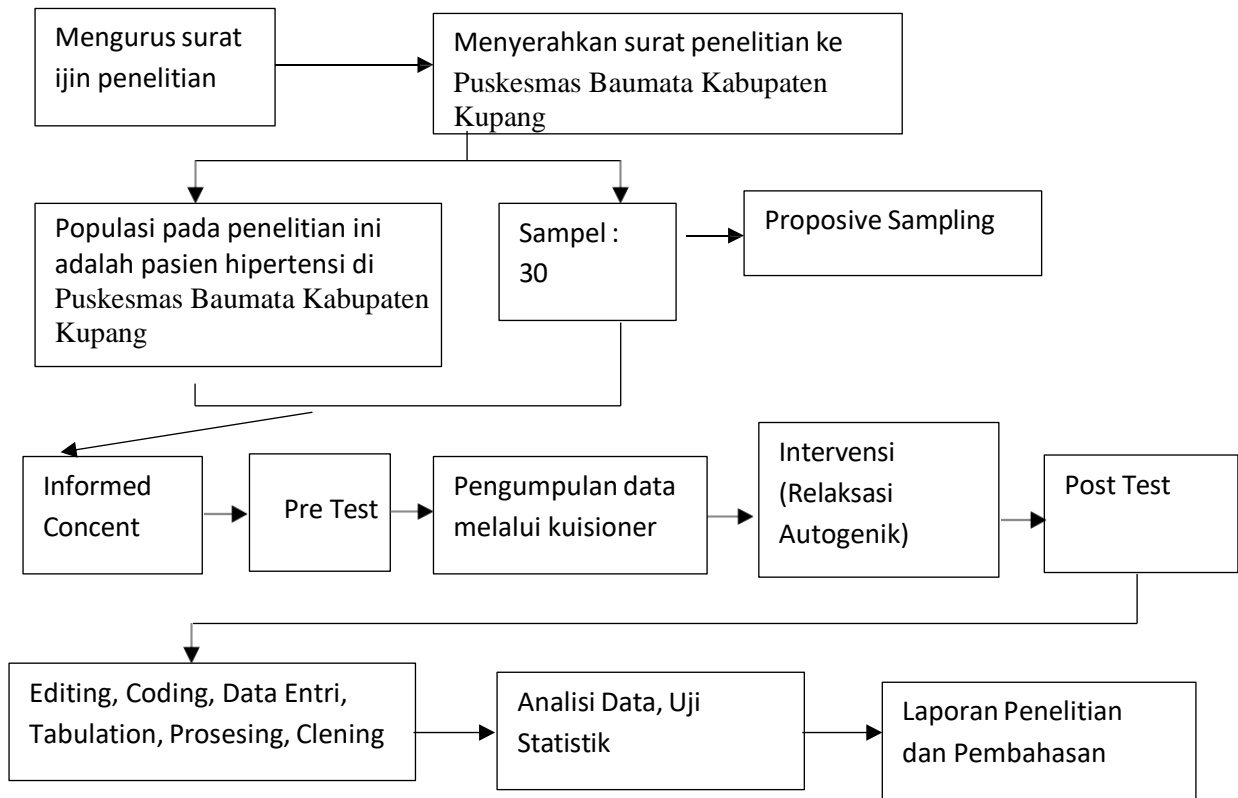 Mengurus surat
ijin penelitian
Menyerahkan surat penelitian ke
Puskesmas Baumata Kabupaten
Kupang
Populasi pada penelitian ini
adalah pasien hipertensi di
Puskesmas Baumata Kabupaten
Kupang
Sampel :
30
Proposive Sampling
Informed
Concent
Pre Test
Pengumpulan data
melalui kuisioner
Intervensi
(Relaksasi
Autogenik)
Post Test
Editing, Coding, Data Entri,
Tabulation, Prosesing, Clening
Analisi Data, Uji
Statistik
Laporan Penelitian
dan Pembahasan